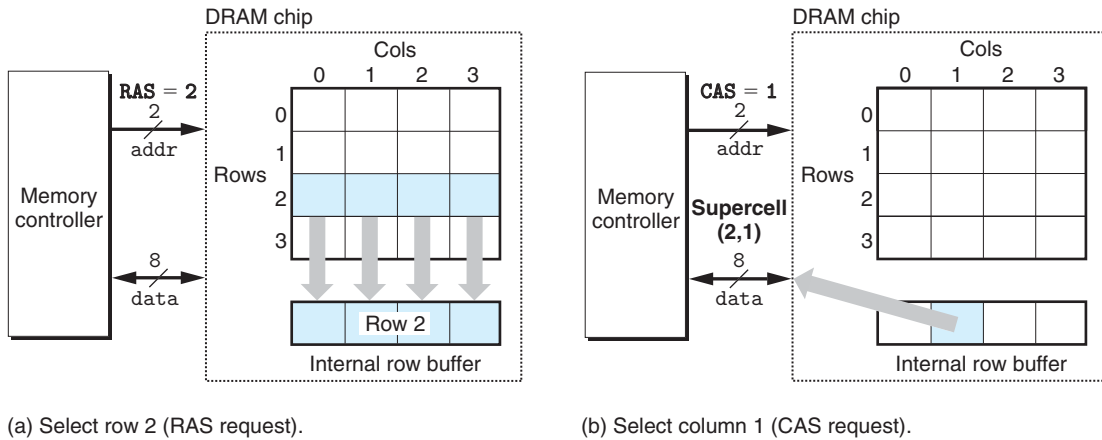 DRAM chip
Cols
0 1 2 3
RAS = 2
2
addr
0
1
Rows
2
3
Memory
controller
8
data
Row 2
Internal row buffer
(a) Select row 2 (RAS request).
DRAM chip
Cols
0 1 2 3
CAS = 1
2
addr
0
1
Rows
2
3
Memory
controller
Supercell
(2,1)
8
data
Internal row buffer
(b) Select column 1 (CAS request).